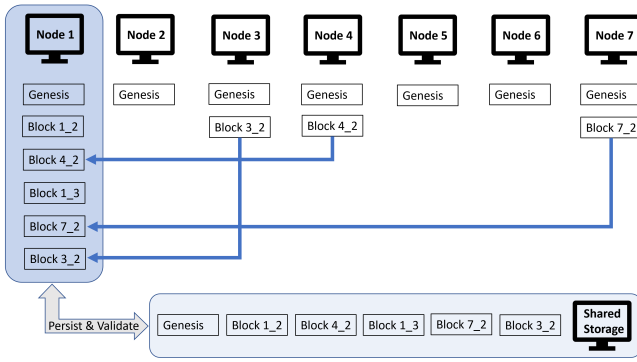 Node 1 Node 2 Node 3 Node 4 Node 5 Node 6 Node 7
Genesis Genesis Genesis Genesis Genesis Genesis Genesis
Block 1_2 Block 3_2 Block 4_2 Block 7_2
Block 4_2
Block 1_3
Block 7_2
Block 3_2
Persist & Validate
Genesis Block 1_2 Block 4_2 Block 1_3 Block 7_2 Block 3_2
Shared
Storage